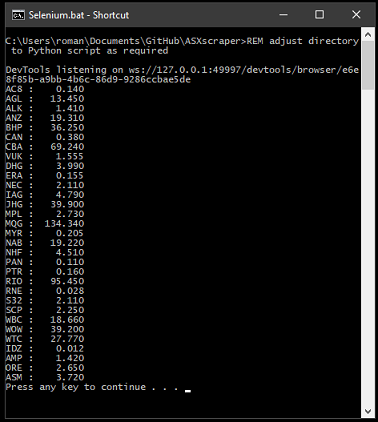 Selenium.bat - Shortcut
C:\Users\roman\Documents\GitHub\ASXscraper>REM adjust directory
to Python script as required
DevTools listening on ws://127.0.0.1:49997/devtools/browser/e6e
8f85b-a9bb-4b6c-86d9-9286ccbae5de
AC8 : 0.140
AGL : 13.450
ALK : 1.410
ANZ : 19.310
BHP : 36.250
CAN : 0.380
CBA : 69.240
VUK : 1.555
DHG : 3.990
ERA : 0.155
NEC : 2.110
IAG : 4.790
JHG : 39.900
MPL : 2.730
MQG : 134.340
MYR : 0.205
NAB : 19.220
NHF : 4.510
PAN : 0.110
PTR : 0.160
RIO : 95.450
RNE : 0.028
S32 : 2.110
SCP : 2.250
WBC : 18.660
WOW : 39.200
WTC : 27.770
IDZ : 0.012
AMP : 1.420
ORE : 2.650
ASM : 3.720
Press any key to continue . . .